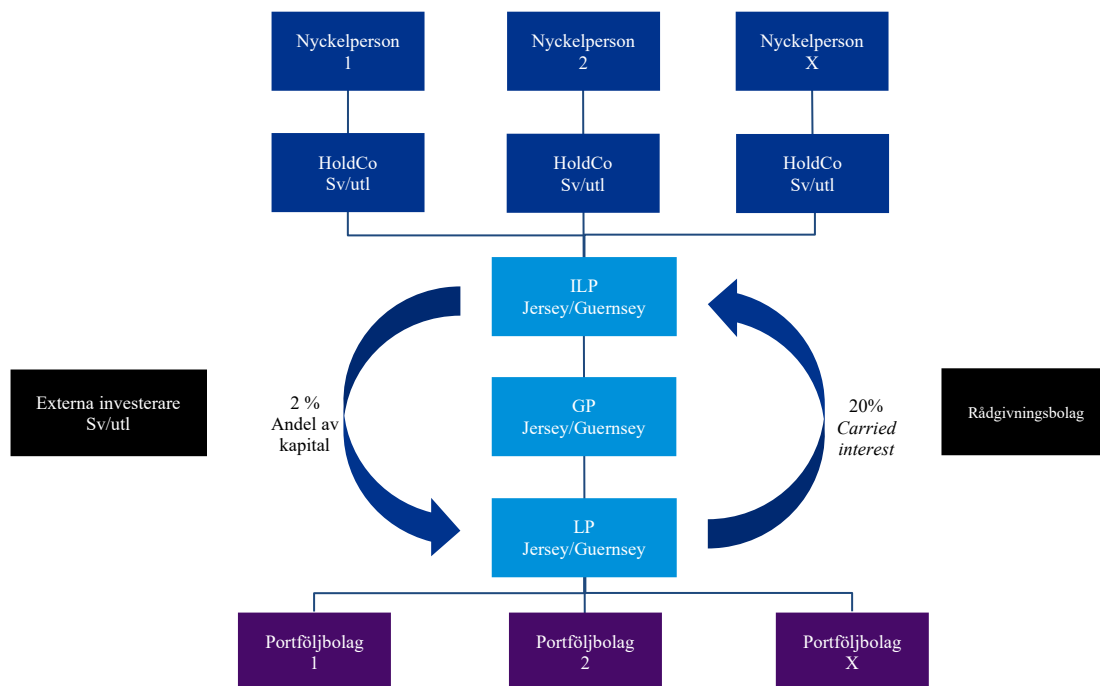 Nyckelperson
1
Nyckelperson
2
Nyckelperson
X
HoldCo
Sv/utl
HoldCo
Sv/utl
HoldCo
Sv/utl
ILP
Jersey/Guernsey
Externa investerare
Sv/utl
2 %
Andel av
kapital
GP
Jersey/Guernsey
20%
Carried
interest
Rådgivningsbolag
LP
Jersey/Guernsey
Portföljbolag
1
Portföljbolag
2
Portföljbolag
X